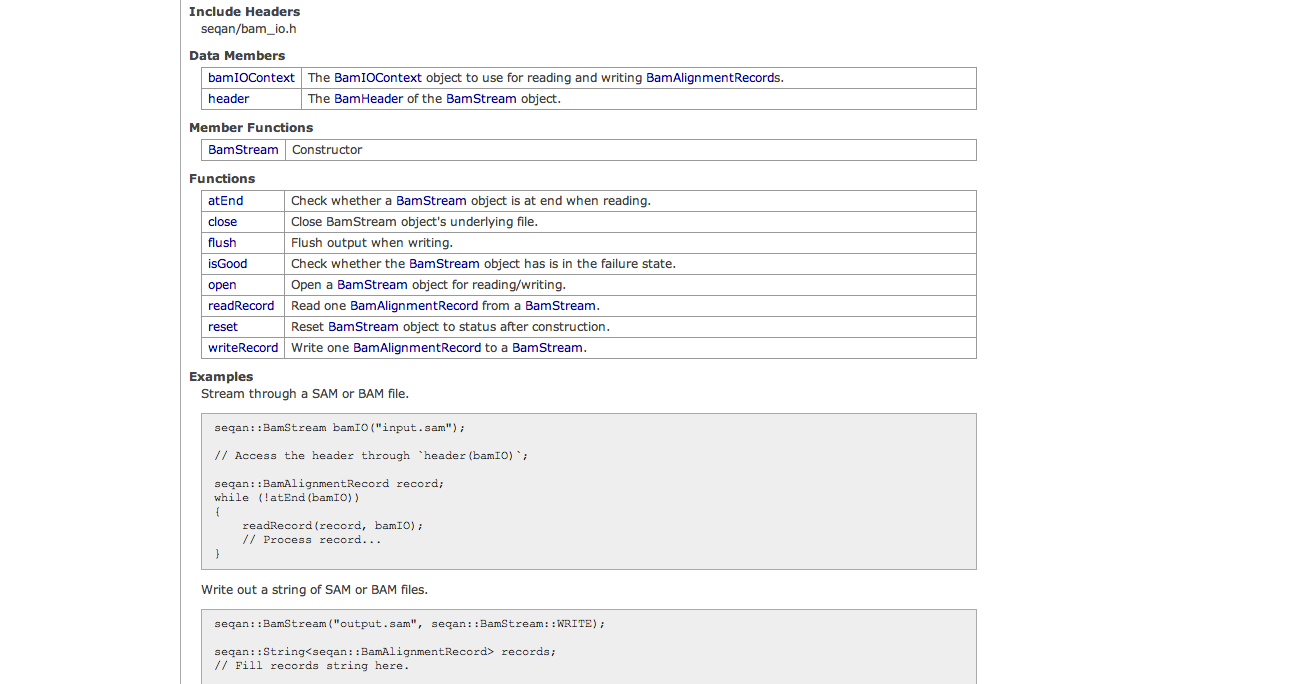 Include Headers
seqan/bam_io.h
Data Members
bamIOContext The BamIOContext object to use for reading and writing BamAlignmentRecords.
header The BamHeader of the BamStream object.
Member Functions
BamStream Constructor
Functions
atEnd Check whether a BamStream object is at end when reading.
close Close BamStream object's underlying file.
flush Flush output when writing.
isGood Check whether the BamStream object has is in the failure state.
open Open a BamStream object for reading/writing.
readRecord Read one BamAlignmentRecord from a BamStream.
reset Reset BamStream object to status after construction.
writeRecord Write one BamAlignmentRecord to a BamStream.
Examples
Stream through a SAM or BAM file.
seqan::BamStream bamIO("input.sam");
// Access the header through `header(bamIO)`;
seqan::BamAlignmentRecord record;
while (!atEnd(bamIO))
{
    readRecord(record, bamIO);
    // Process record...
}
Write out a string of SAM or BAM files.
seqan::BamStream("output.sam", seqan::BamStream::WRITE);
seqan::String<seqan::BamAlignmentRecord> records;
// Fill records string here.